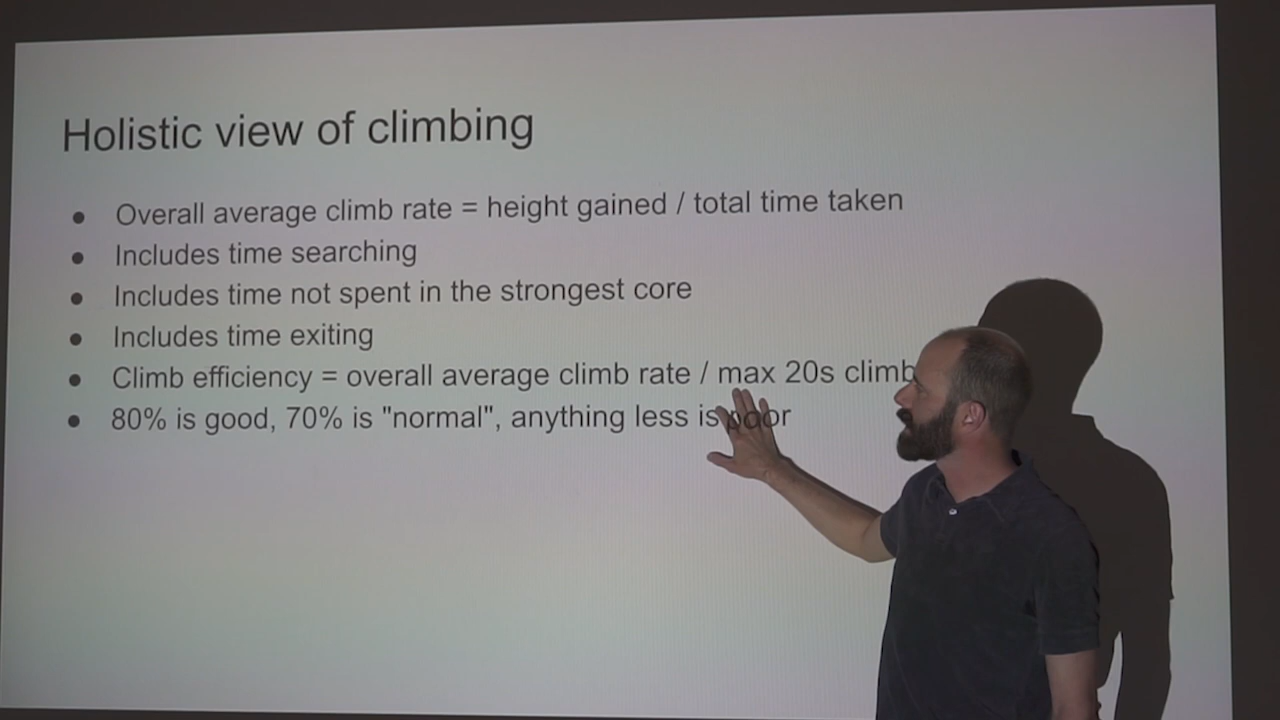 Holistic view of climbing
● Overall average climb rate = height gained / total time taken
● Includes time searching
● Includes time not spent in the strongest core
● Includes time exiting
● Climb efficiency = overall average climb rate / max 20s climb
● 80% is good, 70% is "normal", anything less is poor